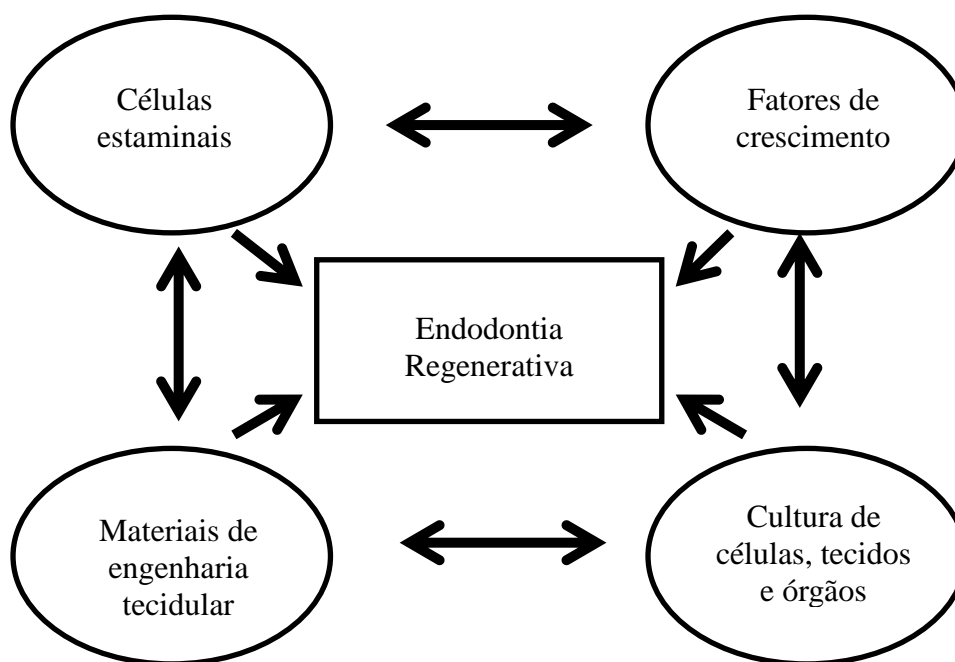 Células
estaminais
Fatores de
crescimento
Endodontia
Regenerativa
Materiais de
engenharia
tecidular
Cultura de
células, tecidos
e órgãos